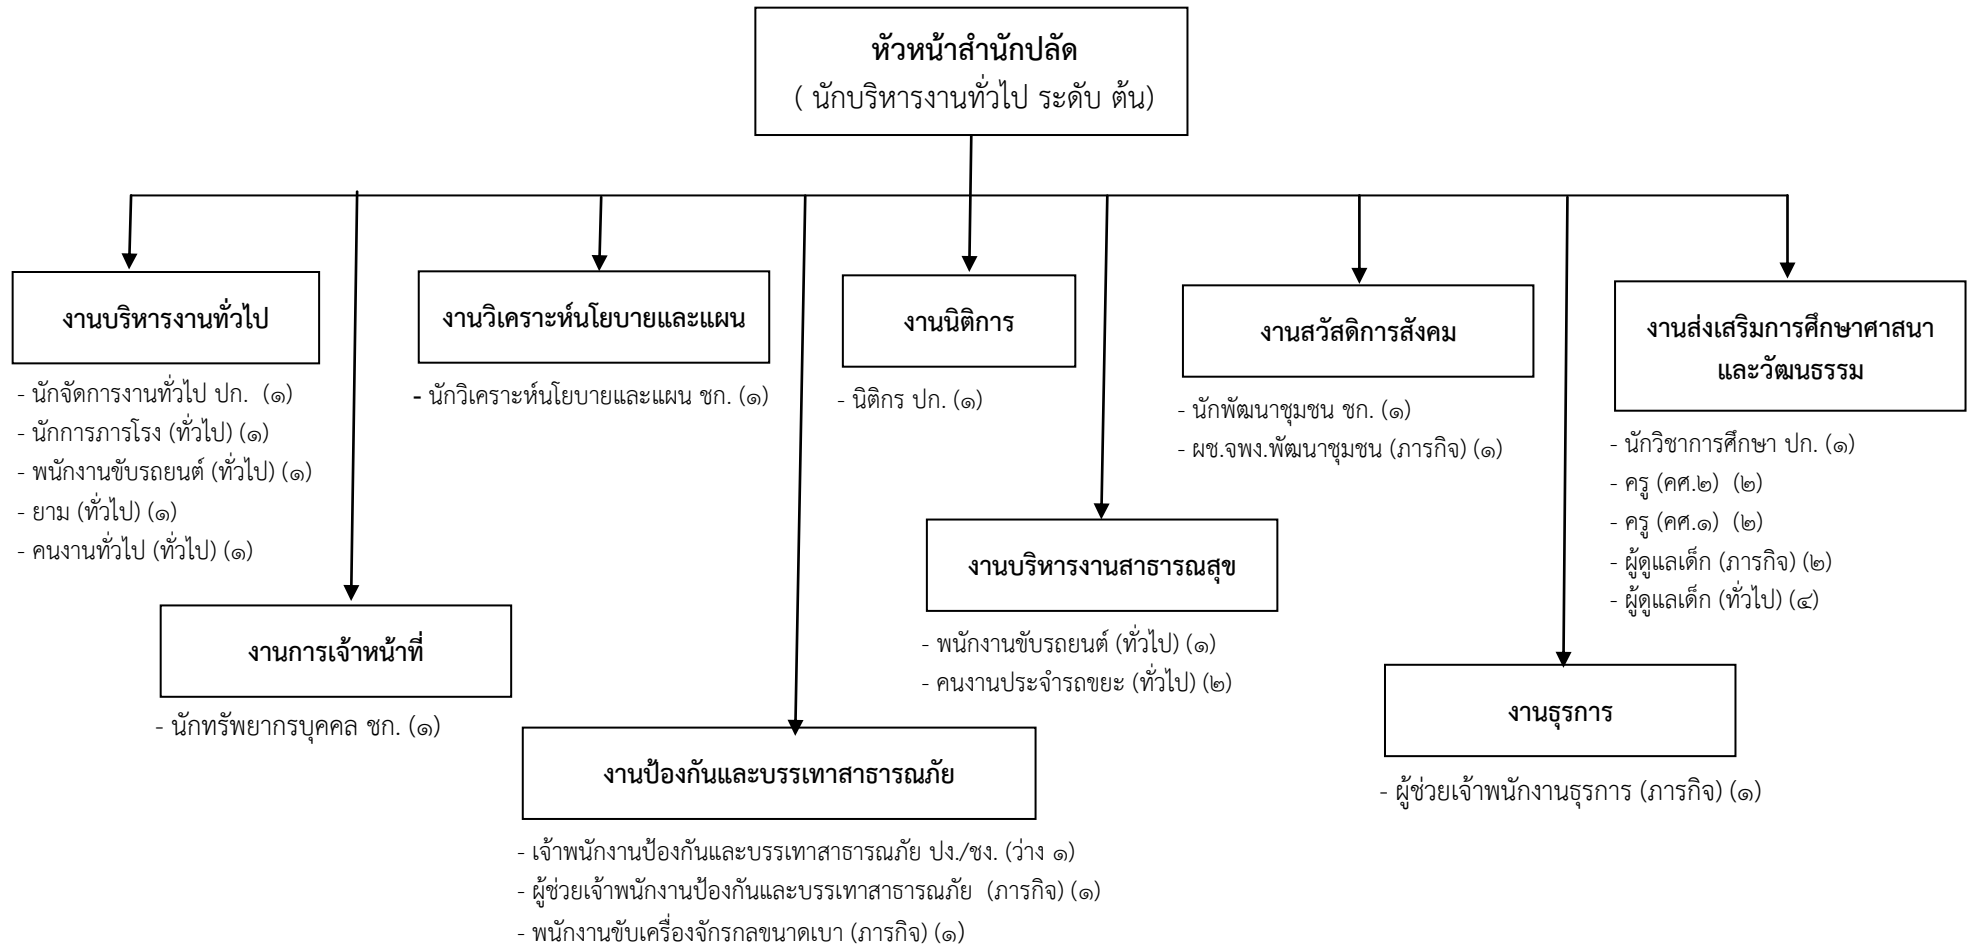 หัวหน้าสำนักปลัด
( นักบริหารงานทั่วไป ระดับ ต้น)
งานบริหารงานทั่วไป
- นักจัดการงานทั่วไป ปก. (๑)
- นักการภารโรง (ทั่วไป) (๑)
- พนักงานขับรถยนต์ (ทั่วไป) (๑)
- ยาม (ทั่วไป) (๑)
- คนงานทั่วไป (ทั่วไป) (๑)
งานการเจ้าหน้าที่
- นักทรัพยากรบุคคล ชก. (๑)
งานวิเคราะห์นโยบายและแผน
- นักวิเคราะห์นโยบายและแผน ชก. (๑)
งานป้องกันและบรรเทาสาธารณภัย
- เจ้าพนักงานป้องกันและบรรเทาสาธารณภัย ปง./ชง. (ว่าง ๑)
- ผู้ช่วยเจ้าพนักงานป้องกันและบรรเทาสาธารณภัย (ภารกิจ) (๑)
- พนักงานขับเครื่องจักรกลขนาดเบา (ภารกิจ) (๑)
งานนิติการ
- นิติกร ปก. (๑)
งานบริหารงานสาธารณสุข
- พนักงานขับรถยนต์ (ทั่วไป) (๑)
- คนงานประจำรถขยะ (ทั่วไป) (๒)
งานสวัสดิการสังคม
- นักพัฒนาชุมชน ชก. (๑)
- ผช.จพง.พัฒนาชุมชน (ภารกิจ) (๑)
งานธุรการ
- ผู้ช่วยเจ้าพนักงานธุรการ (ภารกิจ) (๑)
งานส่งเสริมการศึกษาศาสนา
และวัฒนธรรม
- นักวิชาการศึกษา ปก. (๑)
- ครู (คศ.๒) (๒)
- ครู (คศ.๑) (๒)
- ผู้ดูแลเด็ก (ภารกิจ) (๒)
- ผู้ดูแลเด็ก (ทั่วไป) (๔)